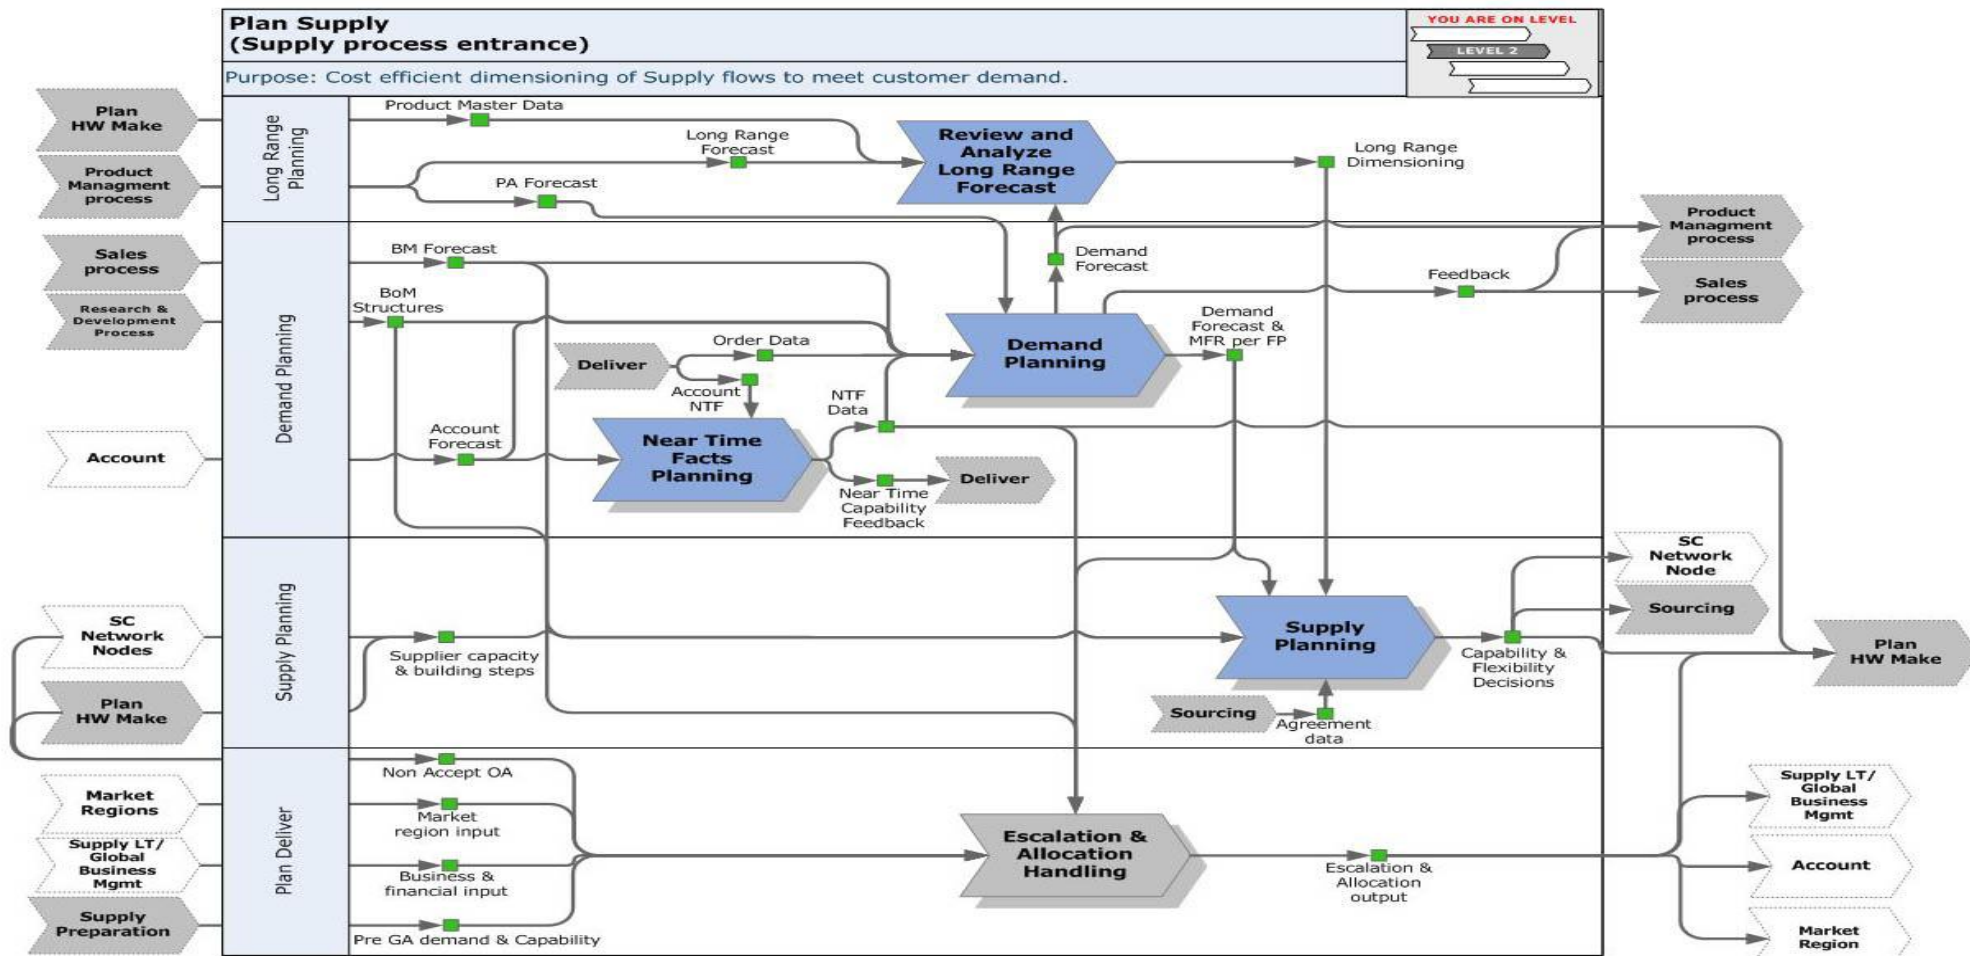 Plan Supply
(Supply process entrance)
YOU ARE ON LEVEL
LEVEL 2
Purpose: Cost efficient dimensioning of Supply flows to meet customer demand.
Plan
HW Make
Product
Managment
process
Long Range
Planning
Product Master Data
Long Range
Forecast
PA Forecast
Review and
Analyze
Long Range
Forecast
Long Range
Dimensioning
Sales
process
Research &
Development
Process
Account
Demand Planning
BM Forecast
BoM
Structures
Deliver
Order Data
Account
NTF
Account
Forecast
Near Time
Facts
Planning
NTF
Data
Near Time
Capability
Feedback
Deliver
Demand
Planning
Demand
Forecast
Demand
Forecast &
MFR per FP
Feedback
Product
Managment
process
Sales
process
SC
Network
Nodes
Plan
HW Make
Supply Planning
Supplier capacity
& building steps
Supply
Planning
Sourcing
Agreement
data
Capability &
Flexibility
Decisions
SC
Network
Node
Sourcing
Plan
HW Make
Market
Regions
Supply LT/
Global
Business
Mgmt
Supply
Preparation
Plan Deliver
Non Accept OA
Market
region input
Business &
financial input
Pre GA demand & Capability
Escalation &
Allocation
Handling
Escalation &
Allocation
output
Supply LT/
Global
Business
Mgmt
Account
Market
Region